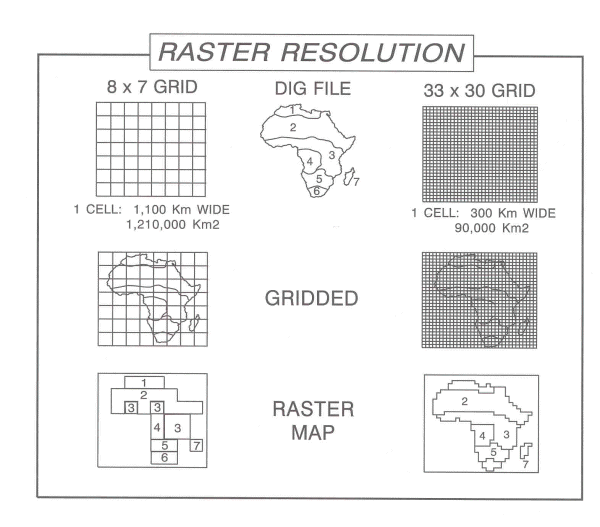 RASTER RESOLUTION
8 x 7 GRID
DIG FILE
33 x 30 GRID
1
2
3
4
5
6
7
1 CELL: 1,100 Km WIDE
1,210,000 Km2
1 CELL: 300 Km WIDE
90,000 Km2
GRIDDED
RASTER
MAP
1
2
3
3
4
3
5
7
6
2
4
3
5
7